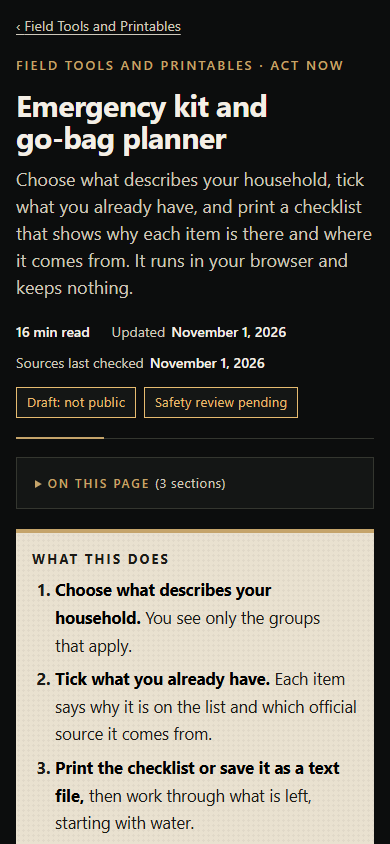 ‹ Field Tools and Printables
FIELD TOOLS AND PRINTABLES · ACT NOW
Emergency kit and
go-bag planner
Choose what describes your household, tick
what you already have, and print a checklist
that shows why each item is there and where
it comes from. It runs in your browser and
keeps nothing.
16 min read Updated November 1, 2026
Sources last checked November 1, 2026
Draft: not public Safety review pending
▸ ON THIS PAGE (3 sections)
WHAT THIS DOES
1. Choose what describes your
household. You see only the groups
that apply.
2. Tick what you already have. Each item
says why it is on the list and which official
source it comes from.
3. Print the checklist or save it as a text
file, then work through what is left,
starting with water.